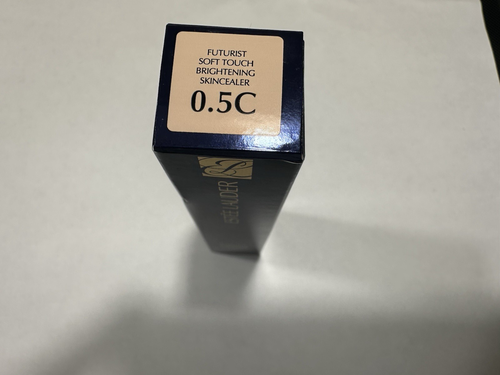 FUTURIST
SOFT TOUCH
BRIGHTENING
SKINCEALER
0.5C
ESTĒE LAUDER